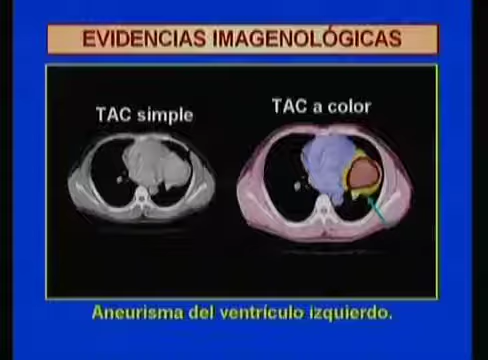 EVIDENCIAS IMAGENOLÓGICAS
TAC simple
TAC a color
Aneurisma del ventrículo izquierdo.